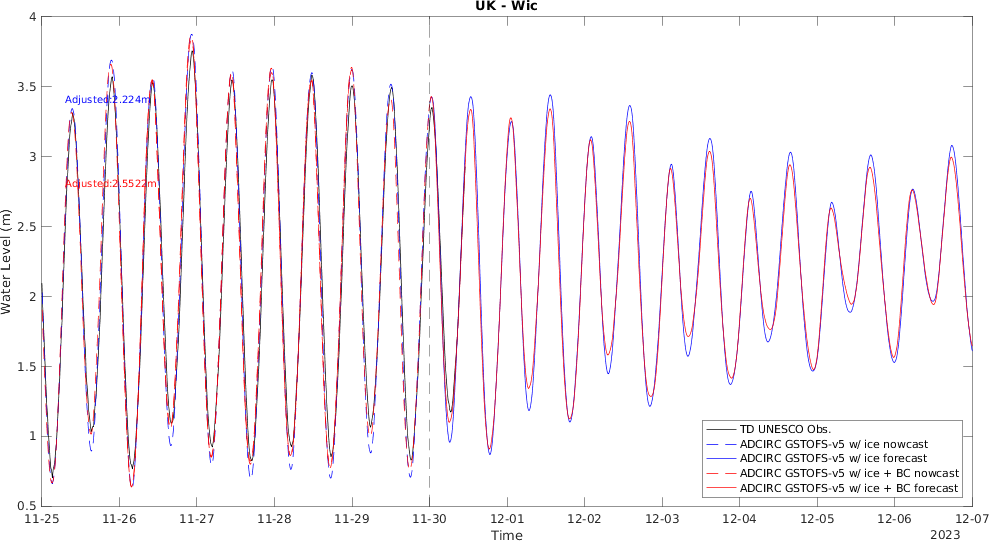 UK - Wic
4
3.5
3
2.5
2
1.5
1
0.5
Water Level (m)
Adjusted:2.224m
Adjusted:2.5522m
TD UNESCO Obs.
ADCIRC GSTOFS-v5 w/ ice nowcast
ADCIRC GSTOFS-v5 w/ ice forecast
ADCIRC GSTOFS-v5 w/ ice + BC nowcast
ADCIRC GSTOFS-v5 w/ ice + BC forecast
11-25 11-26 11-27 11-28 11-29 11-30 12-01 12-02 12-03 12-04 12-05 12-06 12-07
Time
2023